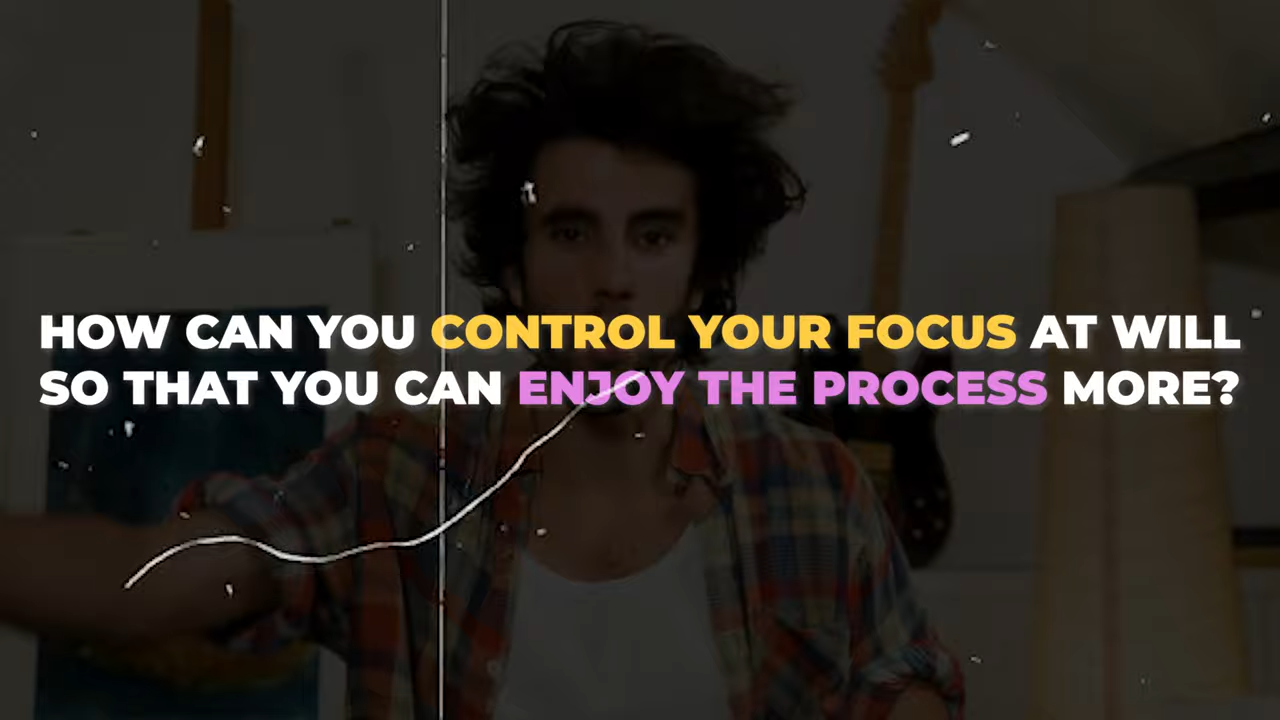 HOW CAN YOU CONTROL YOUR FOCUS AT WILL
SO THAT YOU CAN ENJOY THE PROCESS MORE?